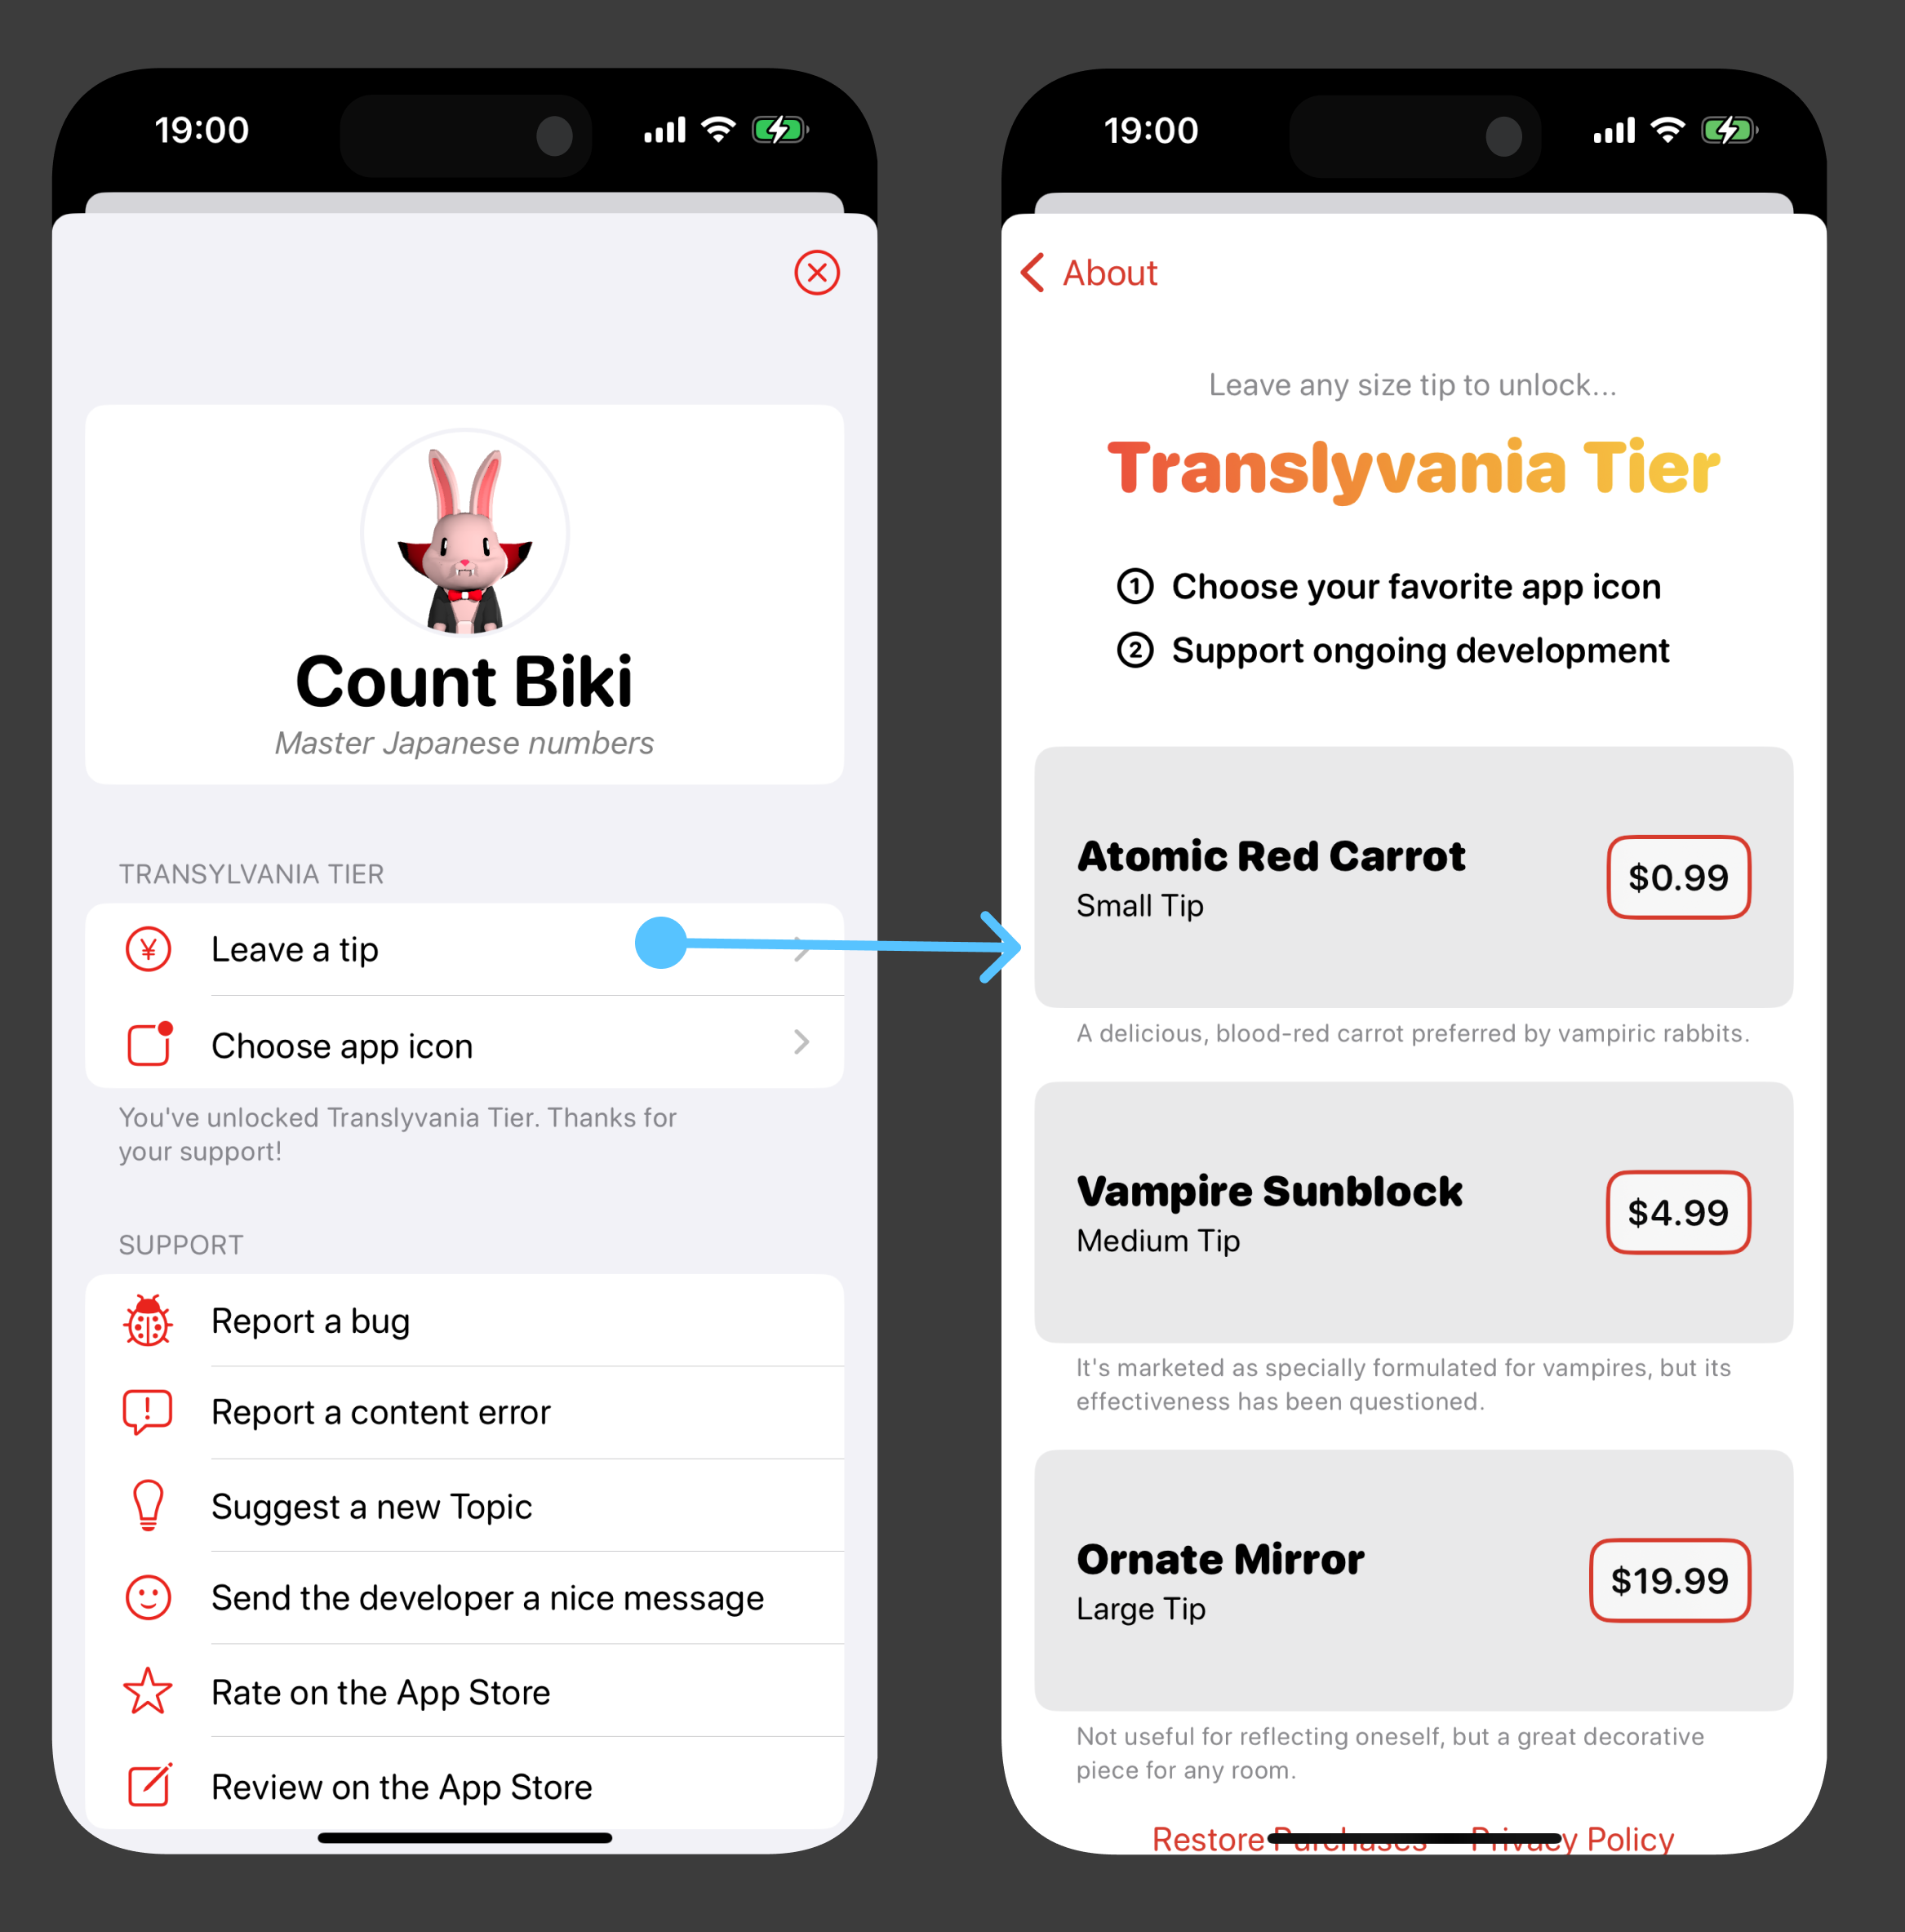 19:00
Count Biki
Master Japanese numbers
TRANSYLVANIA TIER
¥ Leave a tip
Choose app icon
You've unlocked Translyvania Tier. Thanks for
your support!
SUPPORT
Report a bug
! Report a content error
Suggest a new Topic
Send the developer a nice message
Rate on the App Store
Review on the App Store
19:00
About
Leave any size tip to unlock...
Translyvania Tier
1 Choose your favorite app icon
2 Support ongoing development
Atomic Red Carrot
Small Tip
$0.99
A delicious, blood-red carrot preferred by vampiric rabbits.
Vampire Sunblock
Medium Tip
$4.99
It's marketed as specially formulated for vampires, but its
effectiveness has been questioned.
Ornate Mirror
Large Tip
$19.99
Not useful for reflecting oneself, but a great decorative
piece for any room.
Restore Purchases Privacy Policy